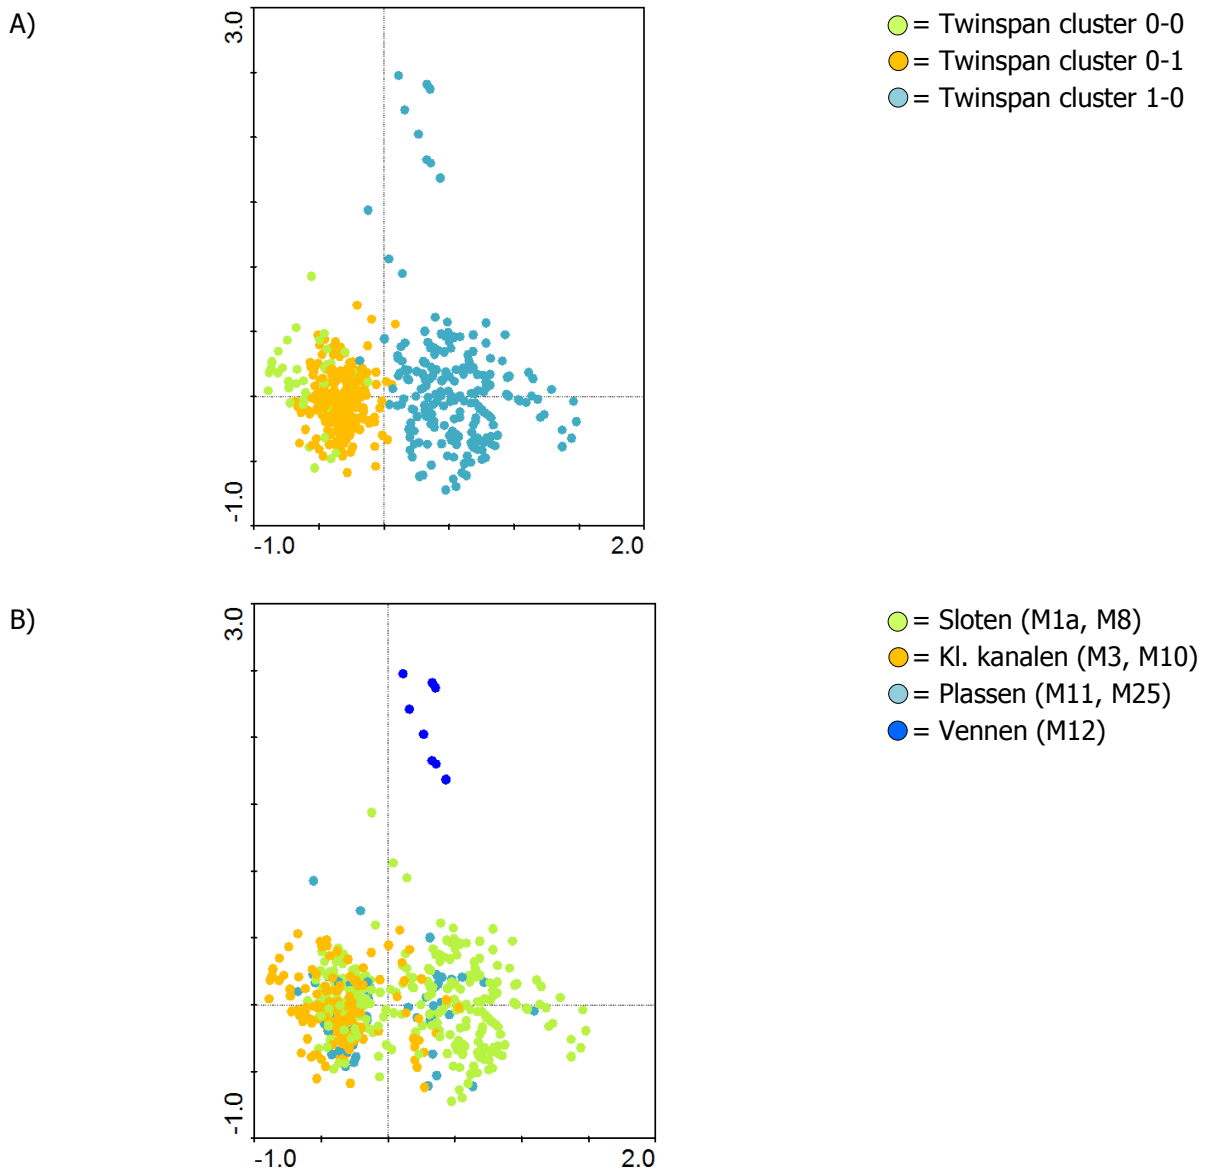 A)
3.0
-1.0
-1.0
2.0
= Twinspan cluster 0-0
= Twinspan cluster 0-1
= Twinspan cluster 1-0
B)
3.0
-1.0
-1.0
2.0
= Sloten (M1a, M8)
= Kl. kanalen (M3, M10)
= Plassen (M11, M25)
= Vennen (M12)